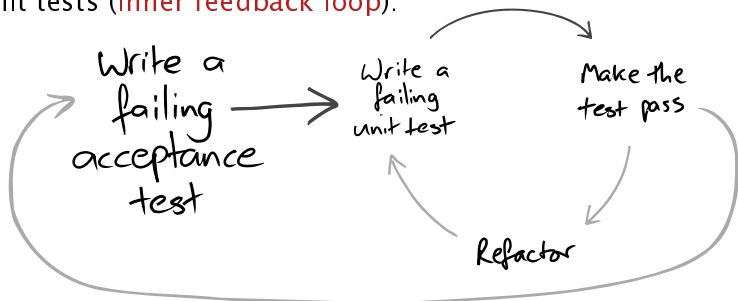 nit tests (inner feedback loop).
Write a
failing
acceptance
test
Write a
failing
unit test
Make the
test pass
Refactor